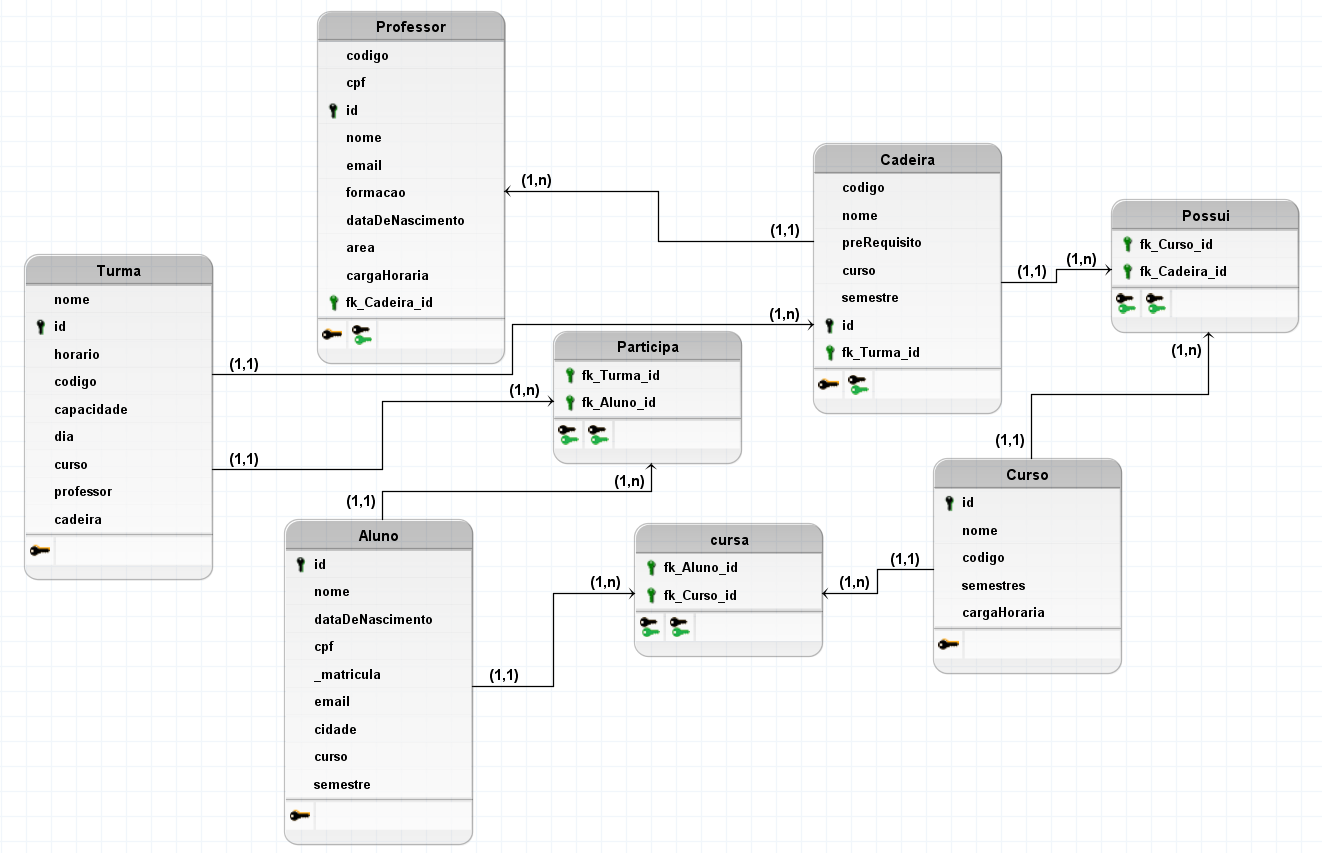 Professor
codigo
cpf
id
nome
email
formacao
dataDeNascimento
area
cargaHoraria
fk_Cadeira_id
(1,n)
(1,1)
Cadeira
codigo
nome
preRequisito
curso
semestre
id
fk_Turma_id
(1,1)
(1,n)
Possui
fk_Curso_id
fk_Cadeira_id
(1,n)
Turma
nome
id
horario
codigo
capacidade
dia
curso
professor
cadeira
(1,1)
(1,n)
(1,1)
(1,n)
Participa
fk_Turma_id
fk_Aluno_id
(1,n)
(1,1)
Aluno
id
nome
dataDeNascimento
cpf
_matricula
email
cidade
curso
semestre
(1,1)
(1,n)
cursa
fk_Aluno_id
fk_Curso_id
(1,n)
(1,1)
(1,1)
Curso
id
nome
codigo
semestres
cargaHoraria